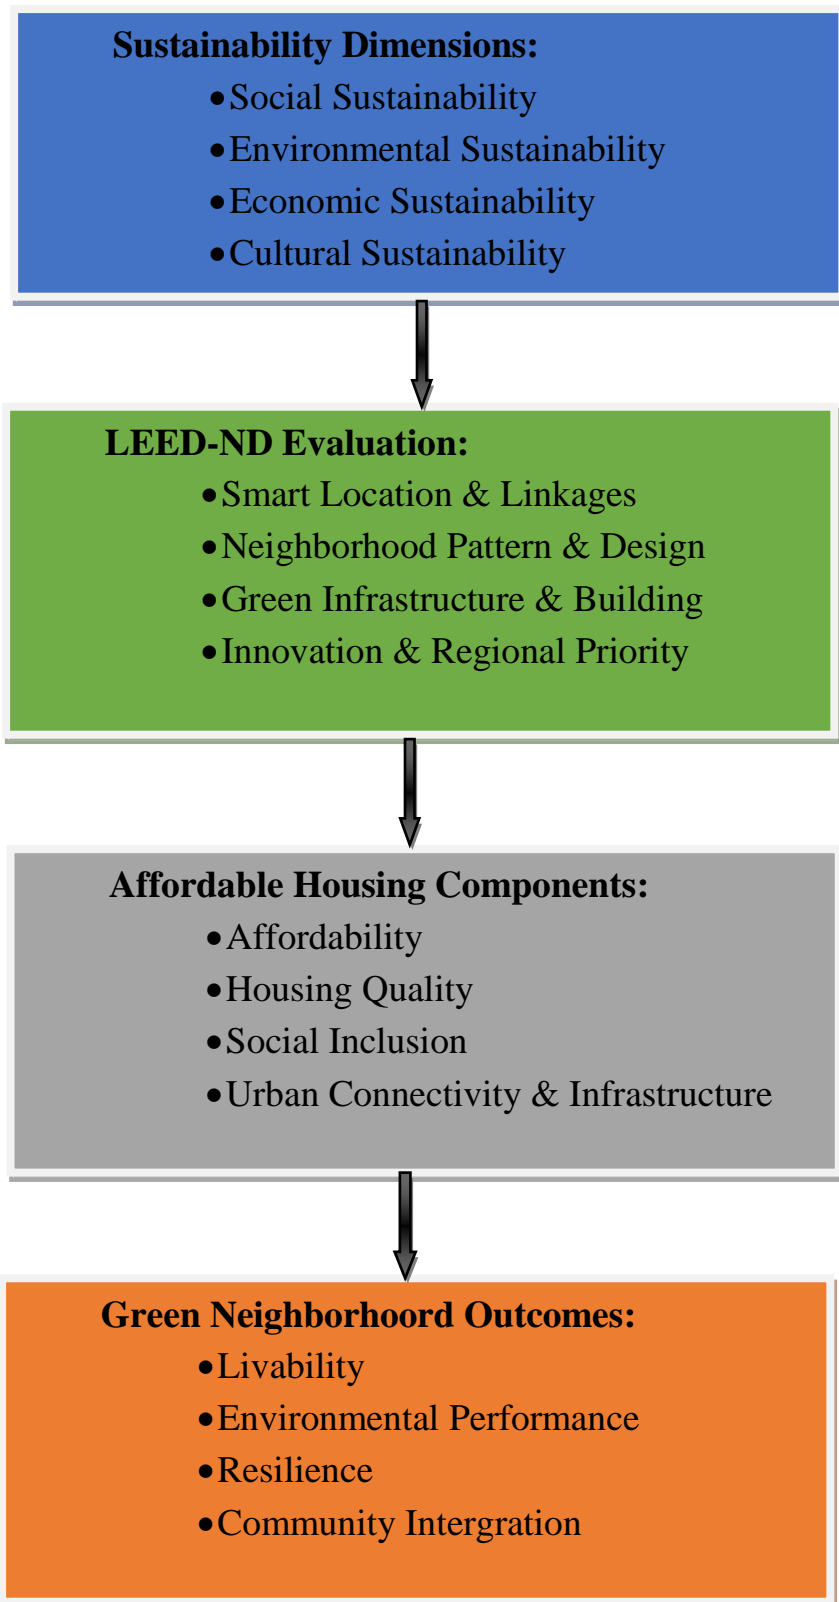 Sustainability Dimensions:
•Social Sustainability
•Environmental Sustainability
•Economic Sustainability
•Cultural Sustainability
LEED-ND Evaluation:
•Smart Location & Linkages
•Neighborhood Pattern & Design
•Green Infrastructure & Building
•Innovation & Regional Priority
Affordable Housing Components:
•Affordability
•Housing Quality
•Social Inclusion
•Urban Connectivity & Infrastructure
Green Neighborhoord Outcomes:
•Livability
•Environmental Performance
•Resilience
•Community Intergration